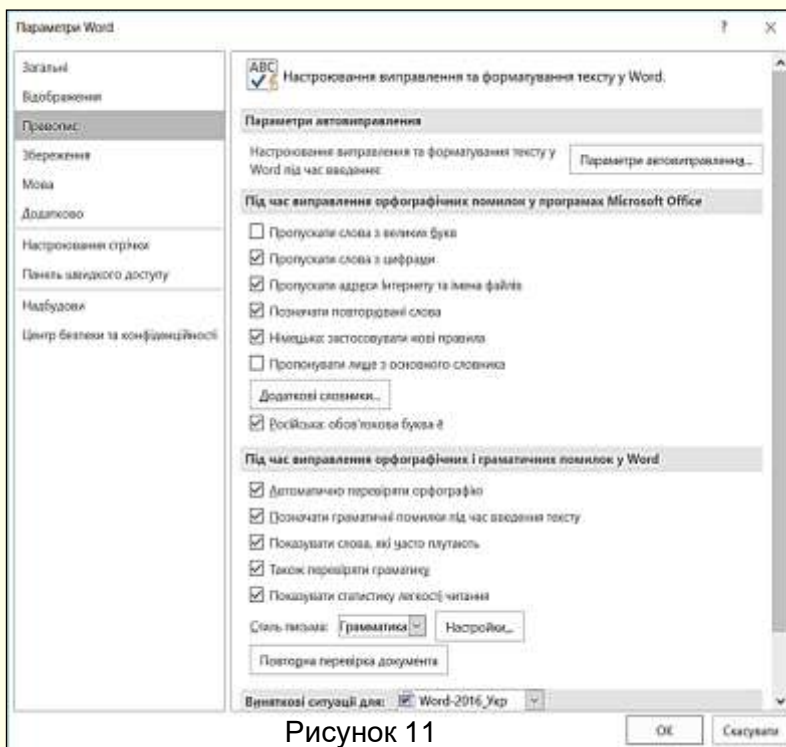 Параметри Word
?
×
Загальні
Відображення
Правопис
Збереження
Мова
Додатково
Настроювання стрічки
Панель швидкого доступу
Надбудови
Центр безпеки та конфіденційності
ABC
Настроювання виправлення та форматування тексту у Word.
Параметри автовиправлення
Настроювання виправлення та форматування тексту у
Word під час введення:
Параметри автовиправлення...
Під час виправлення орфографічних помилок у програмах Microsoft Office
Пропускати слова з великих букв
Пропускати слова з цифрами
Пропускати адреси Інтернету та імена файлів
Позначати повторювані слова
Німецька: застосовувати нові правила
Пропонувати лише з основного словника
Додаткові словники...
Російська: обов'язкова буква ё
Під час виправлення орфографічних і граматичних помилок у Word
Автоматично перевіряти орфографію
Позначати граматичні помилки під час введення тексту
Показувати слова, які часто плутають
Також перевіряти граматику
Показувати статистику легкості читання
Стиль письма: Грамматика Настройки...
Повторна перевірка документа
Виняткові ситуації для: Word-2016_Укр
Рисунок 11
ОК
Скасувати